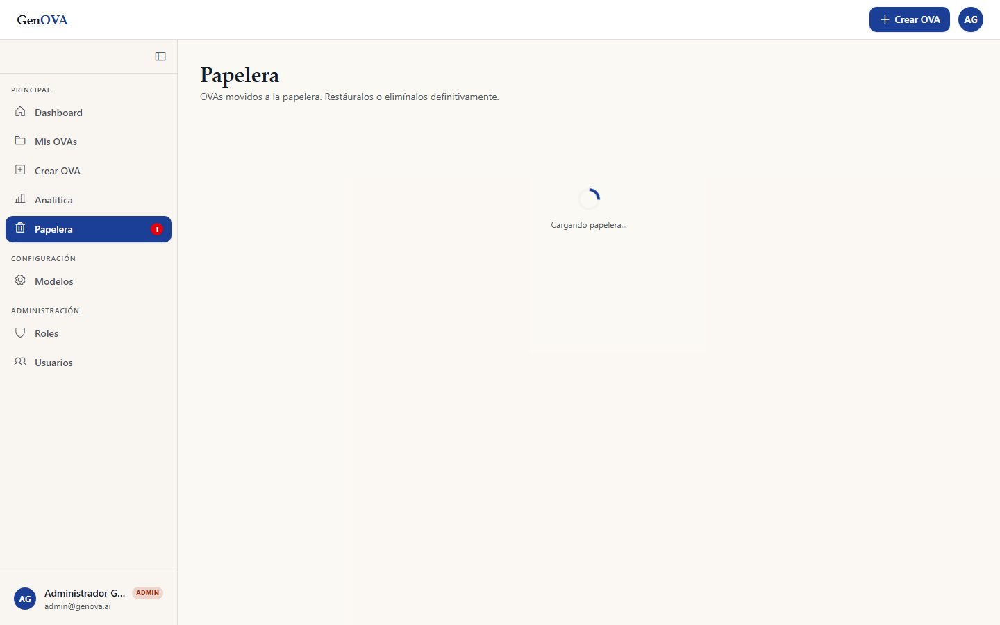 GenOVA
Crear OVA
AG
PRINCIPAL
Dashboard
Mis OVAs
Crear OVA
Analítica
Papelera
1
CONFIGURACIÓN
Modelos
ADMINISTRACIÓN
Roles
Usuarios
AG
Administrador G...
ADMIN
admin@genova.ai
Papelera
OVAs movidos a la papelera. Restáuralos o elimínalos definitivamente.
Cargando papelera...